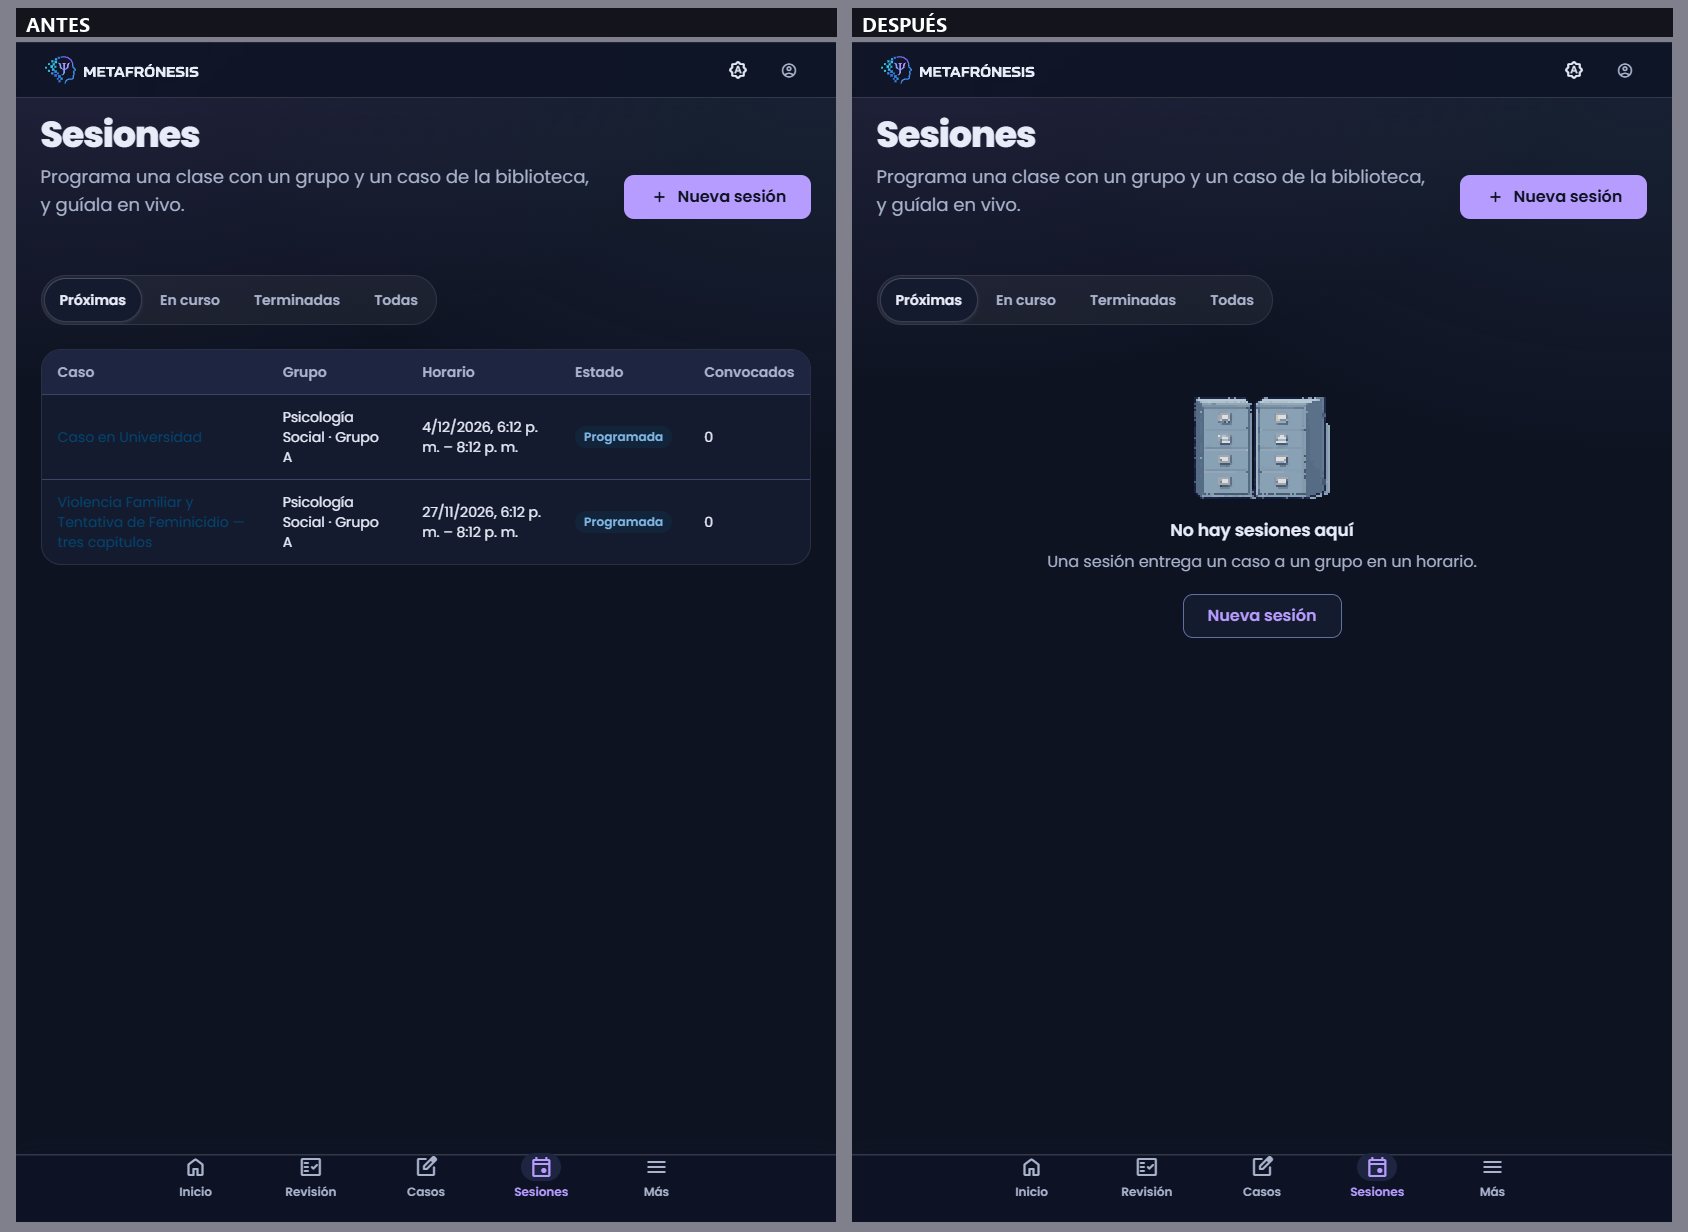 ANTES
METAFRÓNESIS
Sesiones
Programa una clase con un grupo y un caso de la biblioteca,
y guíala en vivo.
+ Nueva sesión
Próximas En curso Terminadas Todas
Caso Grupo Horario Estado Convocados
Caso en Universidad
Psicología
Social · Grupo
A
4/12/2026, 6:12 p.
m. – 8:12 p. m.
Programada
0
Violencia Familiar y
Tentativa de Feminicidio —
tres capítulos
Psicología
Social · Grupo
A
27/11/2026, 6:12 p.
m. – 8:12 p. m.
Programada
0
Inicio Revisión Casos Sesiones Más
DESPUÉS
METAFRÓNESIS
Sesiones
Programa una clase con un grupo y un caso de la biblioteca,
y guíala en vivo.
+ Nueva sesión
Próximas En curso Terminadas Todas
No hay sesiones aquí
Una sesión entrega un caso a un grupo en un horario.
Nueva sesión
Inicio Revisión Casos Sesiones Más